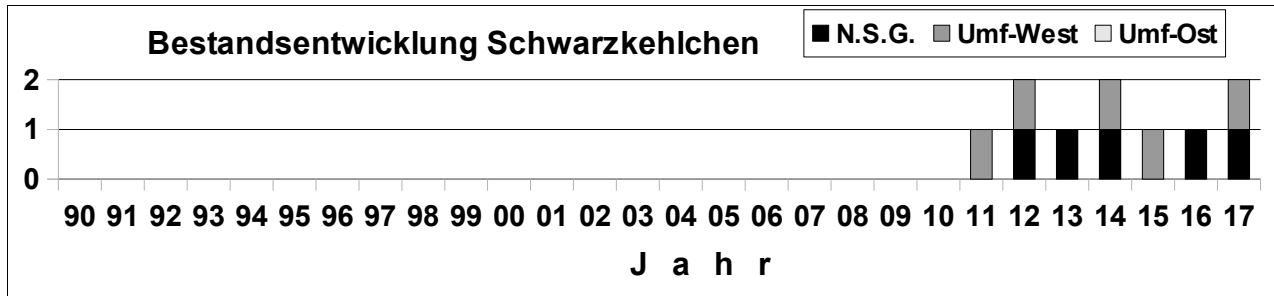 Bestandsentwicklung Schwarzkehlchen
N.S.G. Umf-West Umf-Ost
2
1
0
90 91 92 93 94 95 96 97 98 99 00 01 02 03 04 05 06 07 08 09 10 11 12 13 14 15 16 17
J a h r